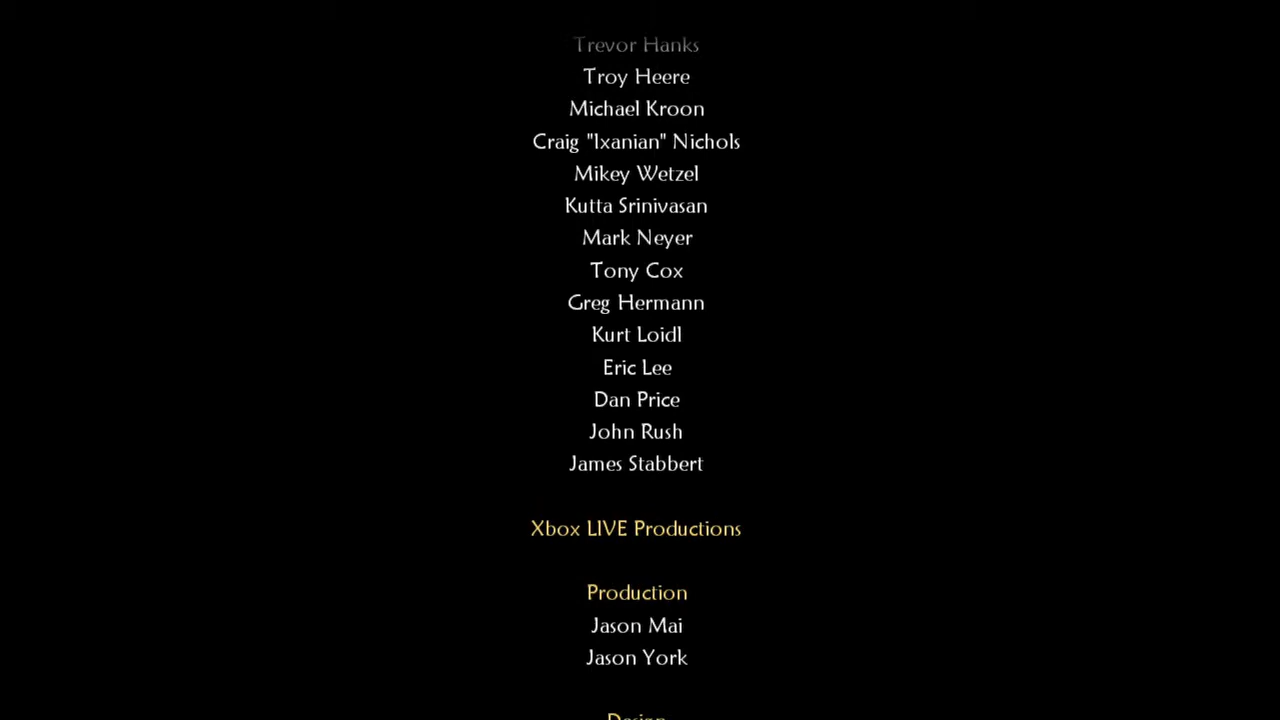 Trevor Hanks
Troy Heere
Michael Kroon
Craig "Ixanian" Nichols
Mikey Wetzel
Kutta Srinivasan
Mark Neyer
Tony Cox
Greg Hermann
Kurt Loidl
Eric Lee
Dan Price
John Rush
James Stabbert
Xbox LIVE Productions
Production
Jason Mai
Jason York
Design